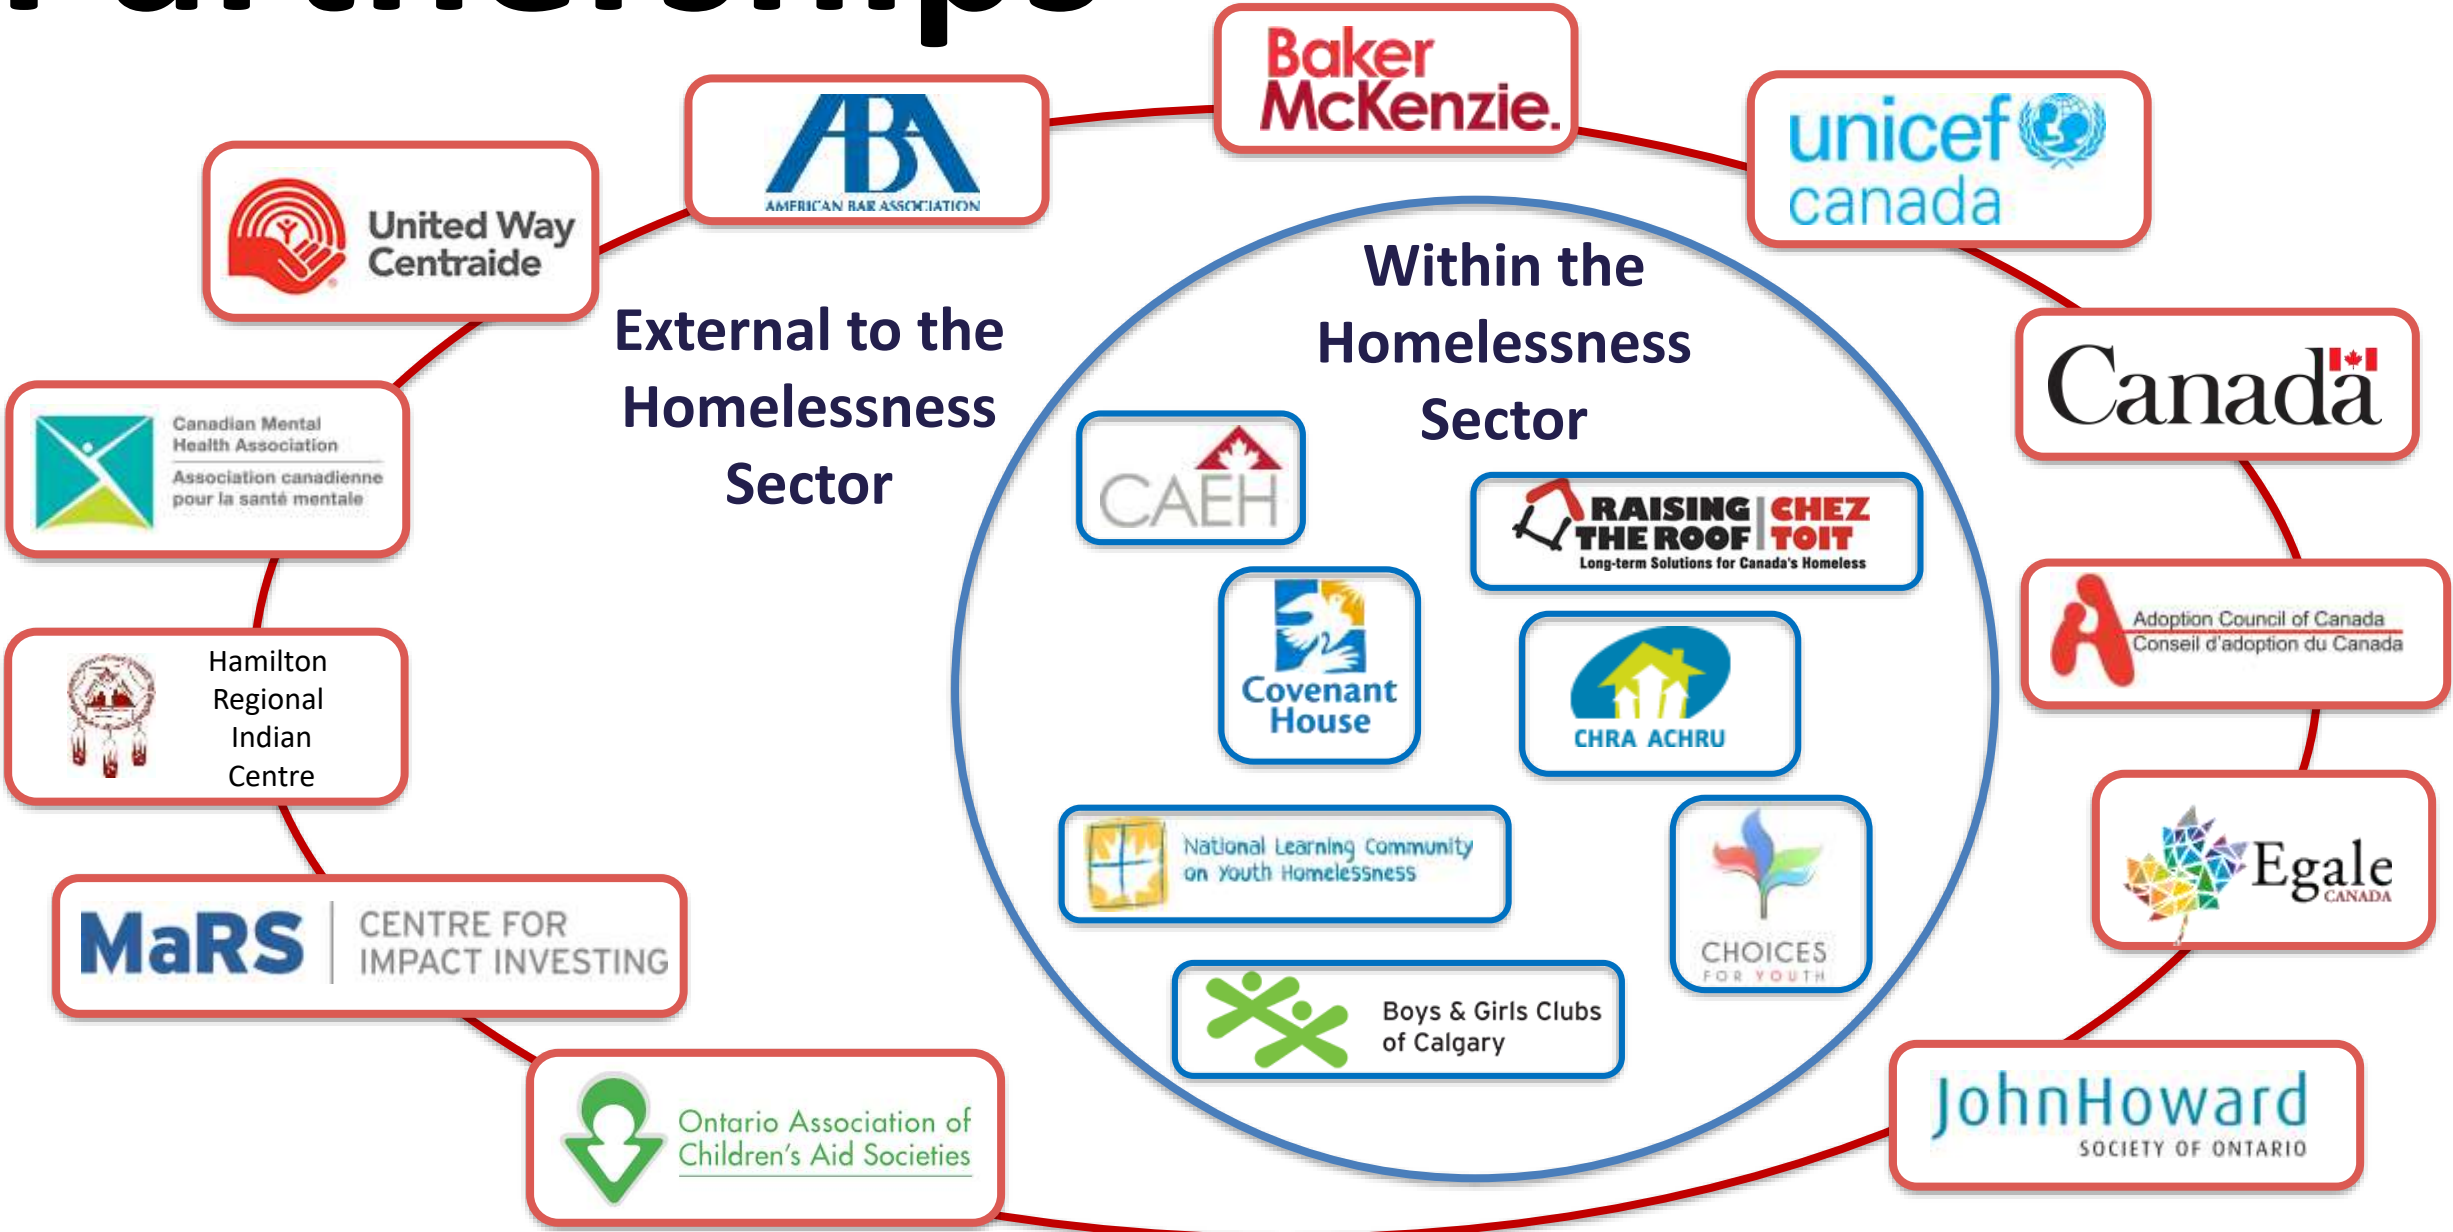 Partnerships
Baker
McKenzie.
ABA
AMERICAN BAR ASSOCIATION
unicef
canada
United Way
Centraide
External to the
Homelessness
Sector
Within the
Homelessness
Sector
Canada
Canadian Mental
Health Association
Association canadienne
pour la santé mentale
CAEH
RAISING CHEZ
THE ROOF TOIT
Long-term Solutions for Canada's Homeless
Adoption Council of Canada
Conseil d'adoption du Canada
Covenant
House
CHRA ACHRU
Hamilton
Regional
Indian
Centre
National Learning Community
on Youth Homelessness
Egale
CANADA
CHOICES
FOR YOUTH
MaRS
CENTRE FOR
IMPACT INVESTING
Boys & Girls Clubs
of Calgary
Ontario Association of
Children's Aid Societies
JohnHoward
SOCIETY OF ONTARIO